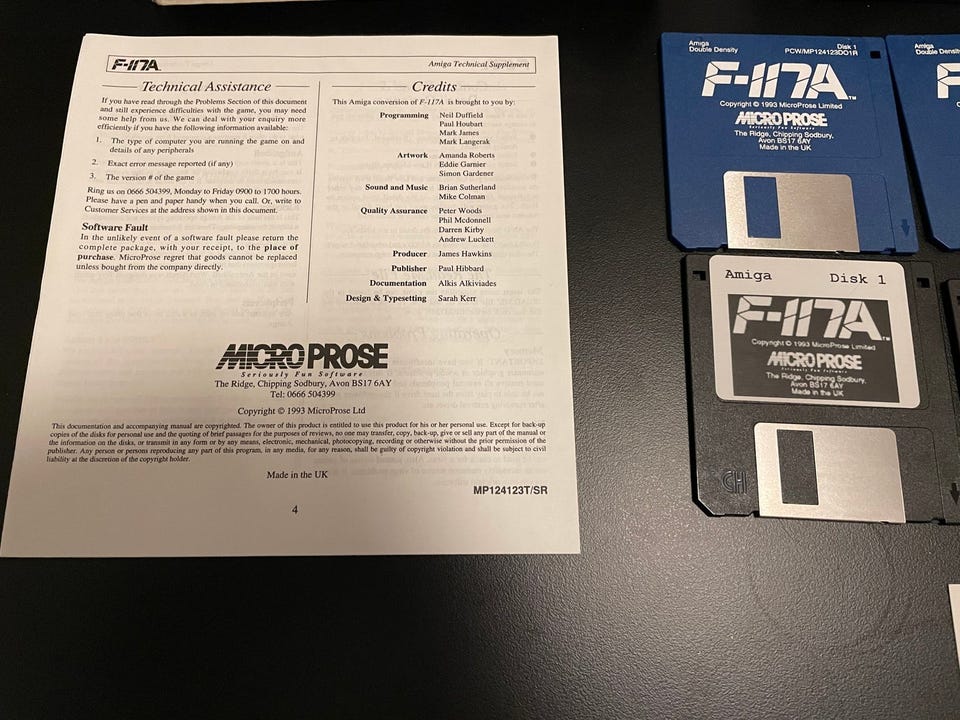 F-117A
Amiga Technical Supplement
Technical Assistance
If you have read through the Problems Section of this document
and still experience difficulties with the game, you may need
some help from us. We can deal with your enquiry more
efficiently if you have the following information available:
1. The type of computer you are running the game on and
details of any peripherals
2. Exact error message reported (if any)
3. The version # of the game
Ring us on 0666 504399, Monday to Friday 0900 to 1700 hours.
Please have a pen and paper handy when you call. Or, write to
Customer Services at the address shown in this document.
Software Fault
In the unlikely event of a software fault please return the
complete package, with your receipt, to the place of
purchase. MicroProse regret that goods cannot be replaced
unless bought from the company directly.
Credits
This Amiga conversion of F-117A is brought to you by:
Programming Neil Duffield
Paul Houbart
Mark James
Mark Langerak
Artwork Amanda Roberts
Eddie Garnier
Simon Gardener
Sound and Music Brian Sutherland
Mike Colman
Quality Assurance Peter Woods
Phil Mcdonnell
Darren Kirby
Andrew Luckett
Producer James Hawkins
Publisher Paul Hibbard
Documentation Alkis Alkiviades
Design & Typesetting Sarah Kerr
MICROPROSE
Seriously Fun Software
The Ridge, Chipping Sodbury, Avon BS17 6AY
Tel: 0666 504399
Copyright © 1993 MicroProse Ltd
This documentation and accompanying manual are copyrighted. The owner of this product is entitled to use this product for his or her personal use. Except for back-up
copies of the disks for personal use and the quoting of brief passages for the purposes of reviews, no one may transfer, copy, back-up, give or sell any part of the manual or
the information on the disks, or transmit in any form or by any means, electronic, mechanical, photocopying, recording or otherwise without the prior permission of the
publisher. Any person or persons reproducing any part of this program, in any media, for any reason, shall be guilty of copyright violation and shall be subject to civil
liability at the discretion of the copyright holder.
Made in the UK
MP124123T/SR
4
Amiga
Double Density
Disk 1
PCW/MP124123DO1R
F-117A™
Copyright © 1993 MicroProse Limited
MICROPROSE
Seriously Fun Software
The Ridge, Chipping Sodbury,
Avon BS17 6AY
Made in the UK
Amiga
Double Density
Amiga Disk 1
F-117A™
Copyright © 1993 MicroProse Limited
MICROPROSE
Seriously Fun Software
The Ridge, Chipping Sodbury,
Avon BS17 6AY
Made in the UK
CH